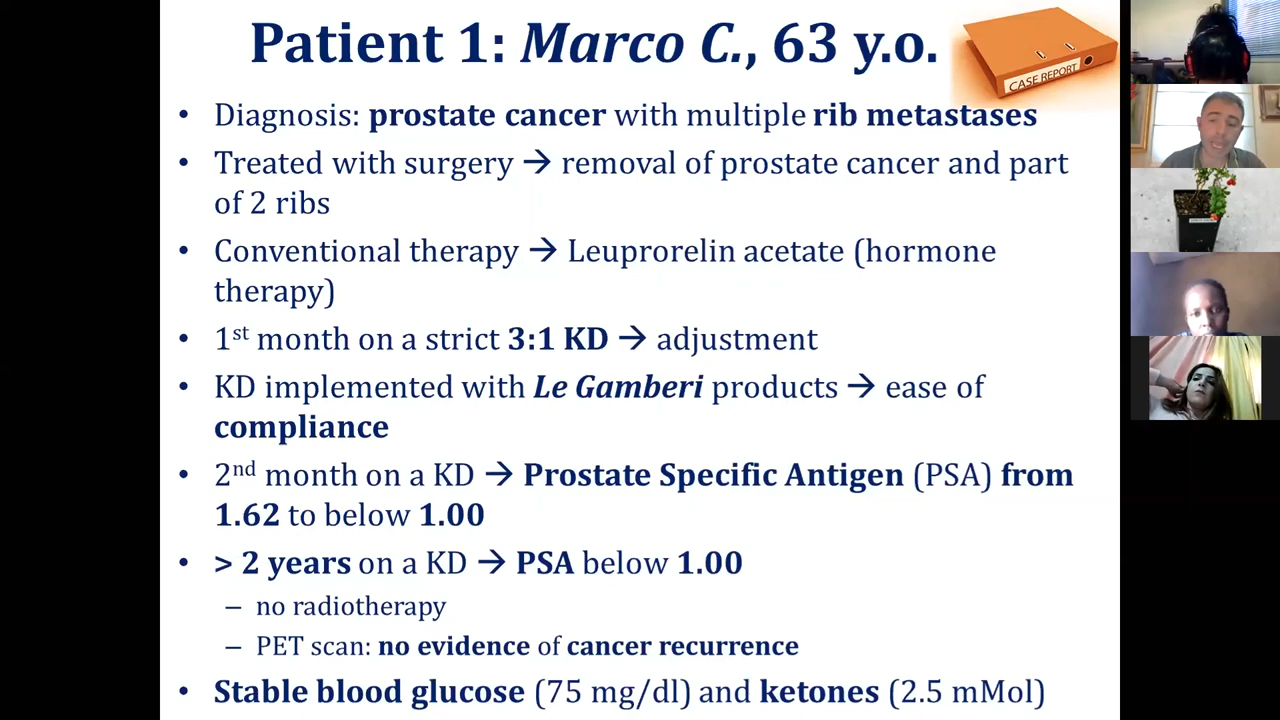 Patient 1: Marco C., 63 y.o.
CASE REPORT
• Diagnosis: prostate cancer with multiple rib metastases
• Treated with surgery → removal of prostate cancer and part
of 2 ribs
• Conventional therapy → Leuprorelin acetate (hormone
therapy)
• 1st month on a strict 3:1 KD → adjustment
• KD implemented with Le Gamberi products → ease of
compliance
• 2nd month on a KD → Prostate Specific Antigen (PSA) from
1.62 to below 1.00
• > 2 years on a KD → PSA below 1.00
– no radiotherapy
– PET scan: no evidence of cancer recurrence
• Stable blood glucose (75 mg/dl) and ketones (2.5 mMol)